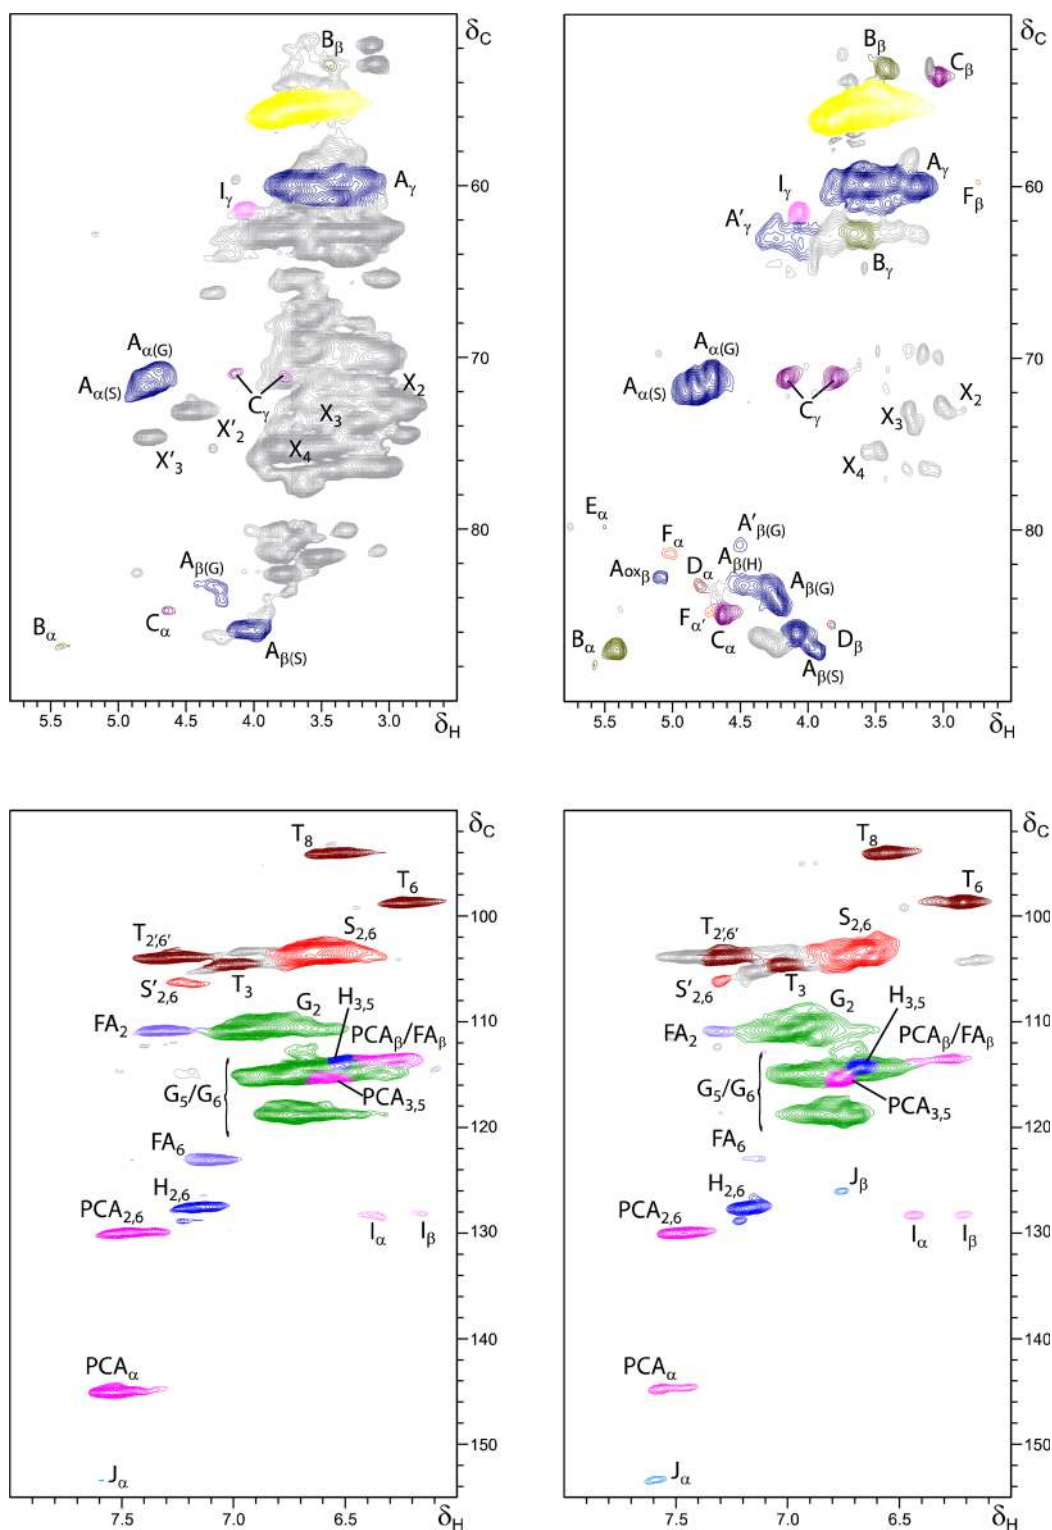 δC
Bβ
60
Aγ
Iγ
70
Aα(G)
Aα(S)
Cγ
X2
X3
X'2
X4
X'3
80
Aβ(G)
Cα
Bα
Aβ(S)
5.5 5.0 4.5 4.0 3.5 3.0
δH
δC
Bβ
Cβ
60
Aγ
Iγ
Fβ
A'γ
Bγ
70
Aα(G)
Aα(S)
Cγ
X2
X3
X4
80
Eα
A'β(G)
Fα
Aβ(H)
Aoxβ
Dα
Aβ(G)
Fα'
Bα
Cα
Dβ
Aβ(S)
5.5 5.0 4.5 4.0 3.5 3.0
δH
δC
T8
T6
100
T2'6'
S2,6
S'2,6
T3
H3,5
G2
FA2
PCAβ/FAβ
110
G5/G6
PCA3,5
120
FA6
H2,6
PCA2,6
130
Iα
Iβ
140
PCAα
150
Jα
7.5 7.0 6.5
δH
δC
T8
T6
100
T2'6'
S2,6
S'2,6
T3
H3,5
G2
FA2
PCAβ/FAβ
110
G5/G6
PCA3,5
120
FA6
Jβ
H2,6
PCA2,6
130
Iα
Iβ
140
PCAα
150
Jα
7.5 7.0 6.5
δH